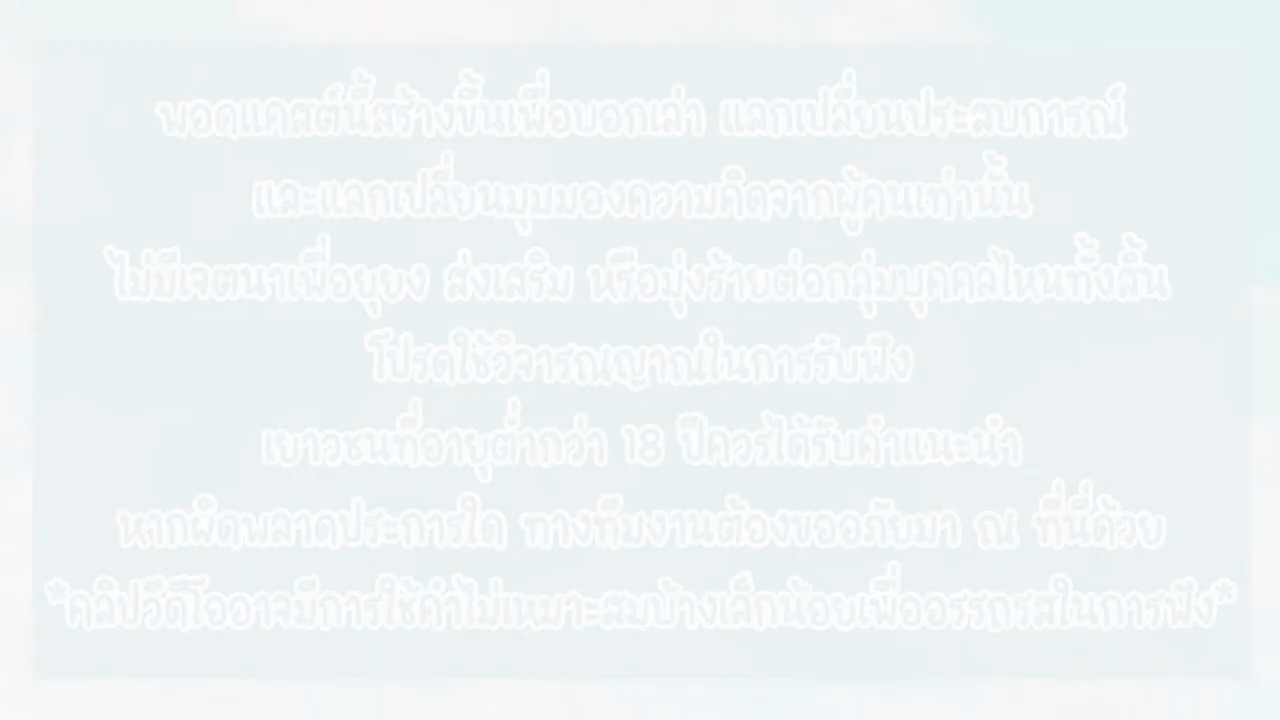 พอดแคสต์นี้สร้างขึ้นเพื่อบอกเล่า แลกเปลี่ยนประสบการณ์
และแลกเปลี่ยนมุมมองความคิดจากผู้คนเท่านั้น
ไม่มีเจตนาเพื่อยุยง ส่งเสริม หรือมุ่งร้ายต่อกลุ่มบุคคลไหนทั้งสิ้น
โปรดใช้วิจารณญาณในการรับฟัง
เยาวชนที่อายุต่ำกว่า 18 ปีควรได้รับคำแนะนำ
หากผิดพลาดประการใด ทางทีมงานต้องขออภัยมา ณ ที่นี่ด้วย
*คลิปวีดีโออาจมีการใช้คำไม่เหมาะสมบ้างเล็กน้อยเพื่ออรรถรสในการฟัง*